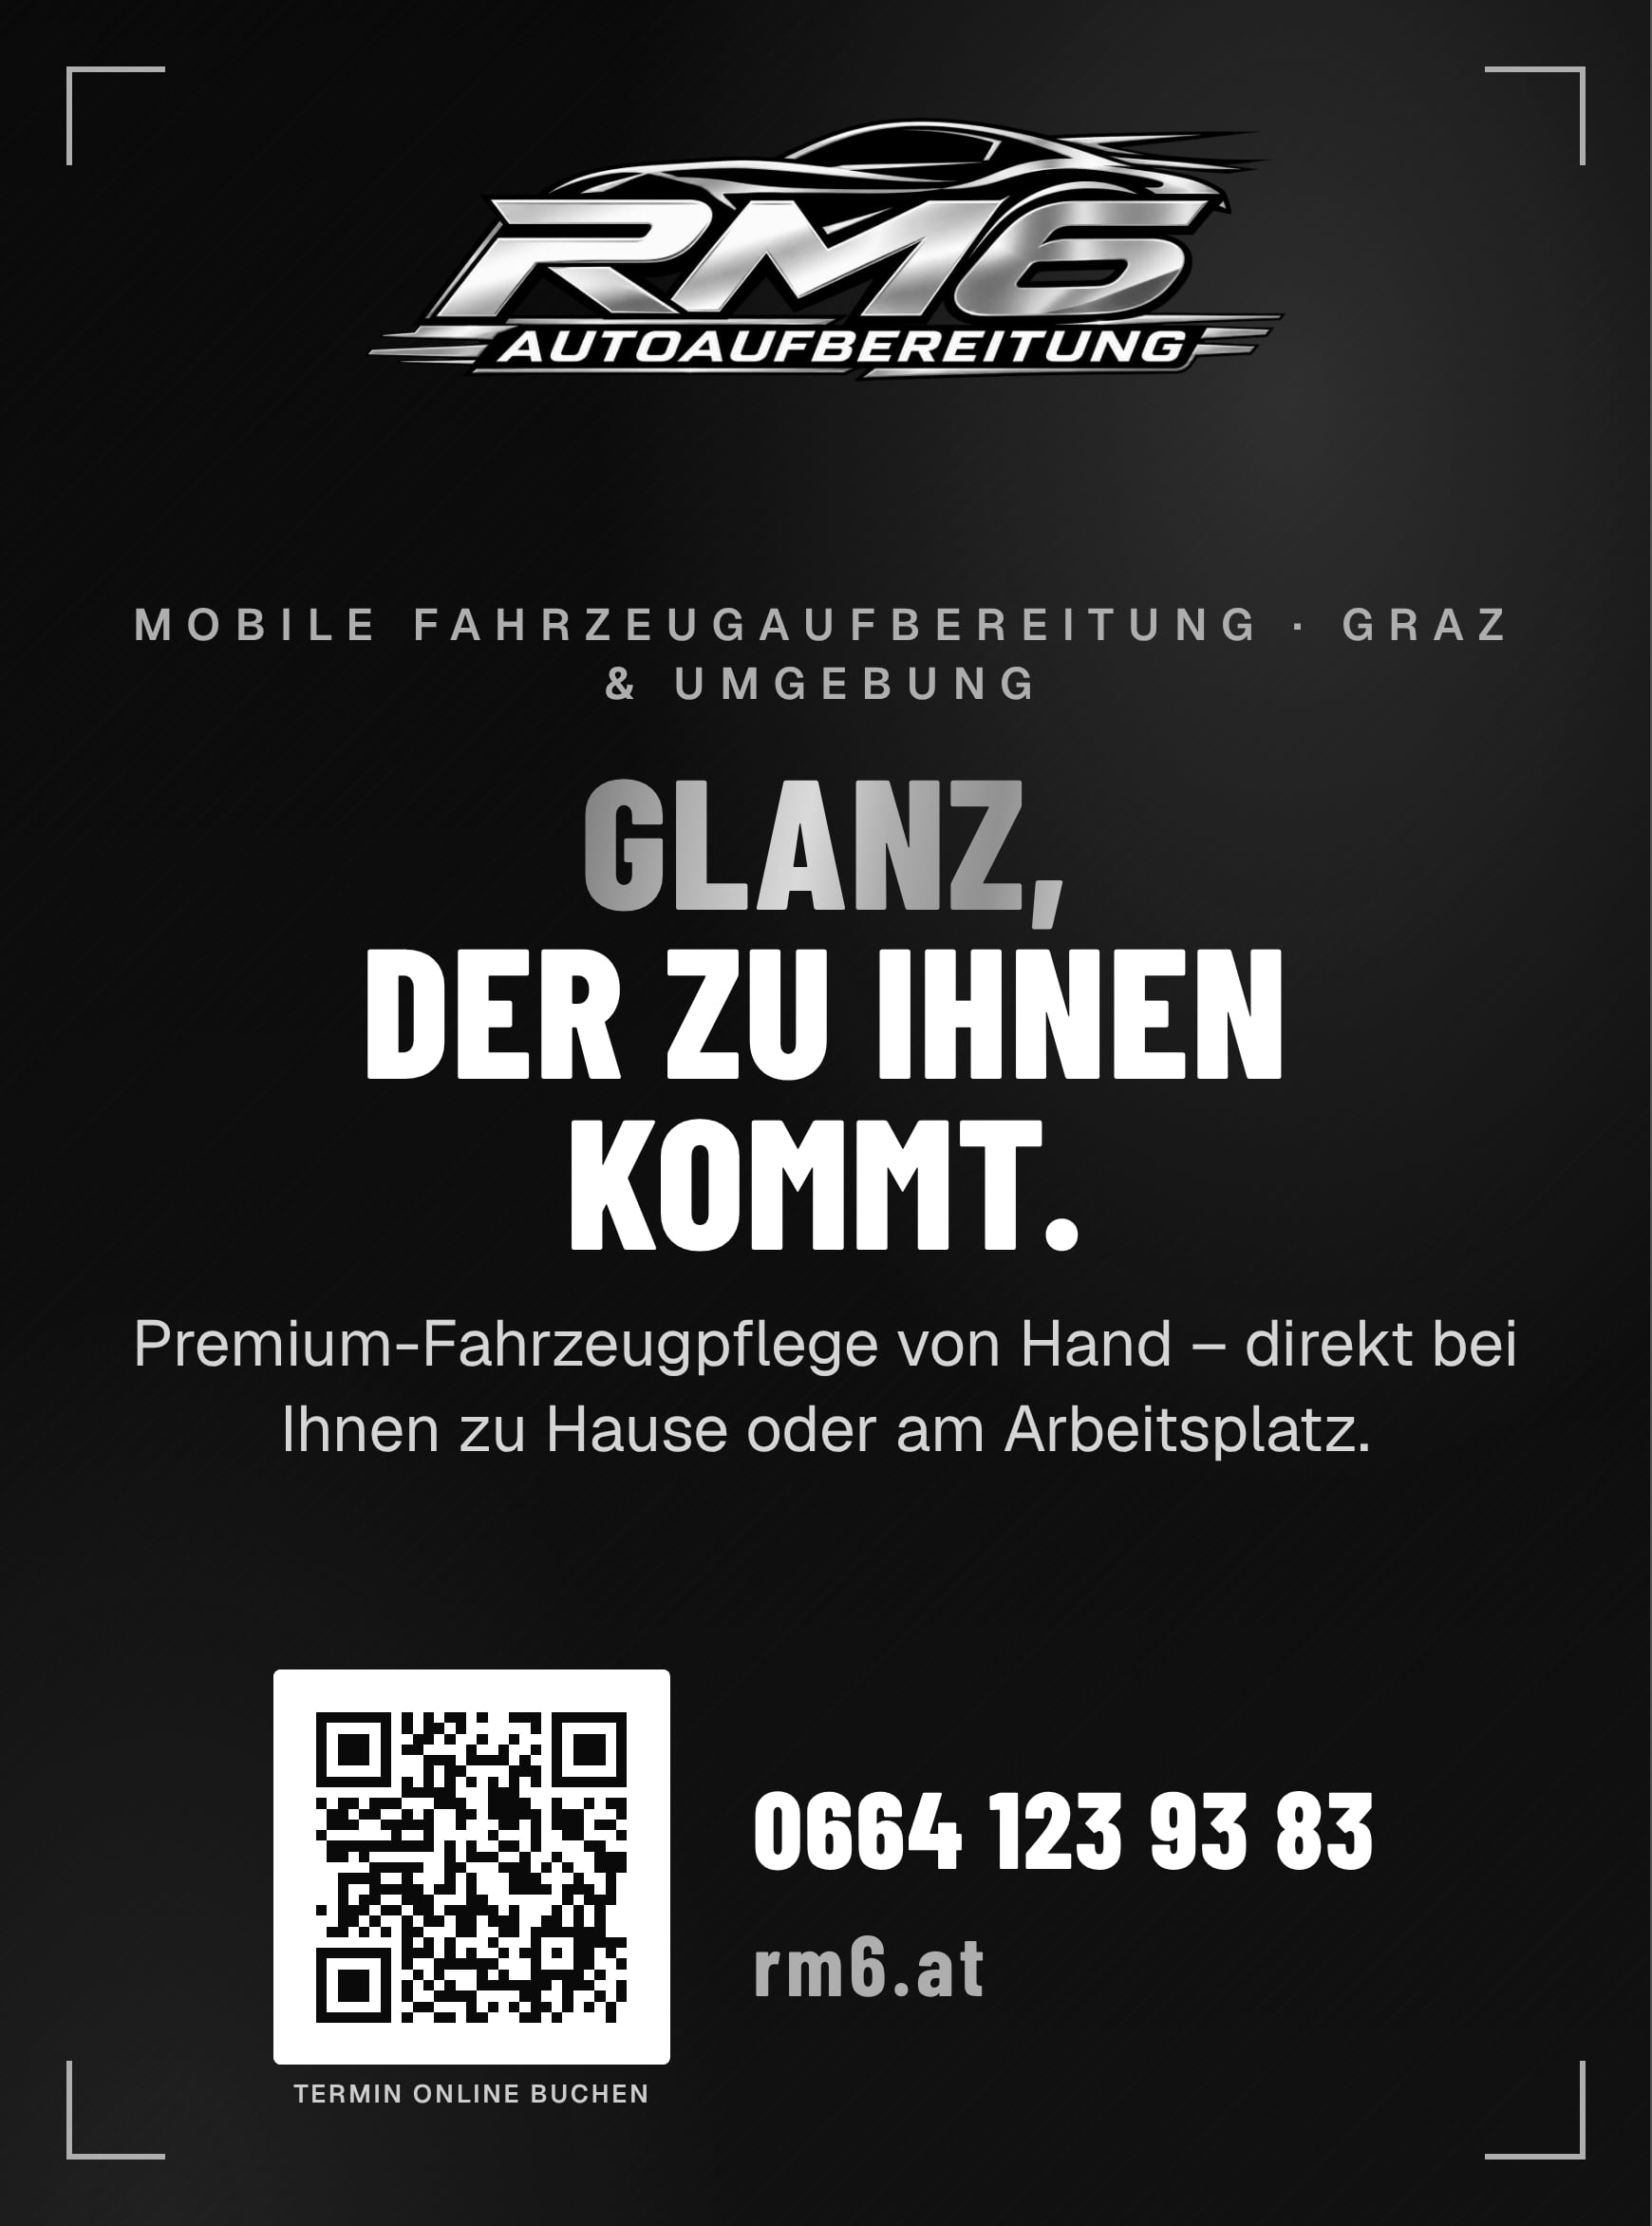 RM6
AUTOAUFBEREITUNG
MOBILE FAHRZEUGAUFBEREITUNG · GRAZ
& UMGEBUNG
GLANZ,
DER ZU IHNEN
KOMMT.
Premium-Fahrzeugpflege von Hand – direkt bei
Ihnen zu Hause oder am Arbeitsplatz.
0664 123 93 83
rm6.at
TERMIN ONLINE BUCHEN